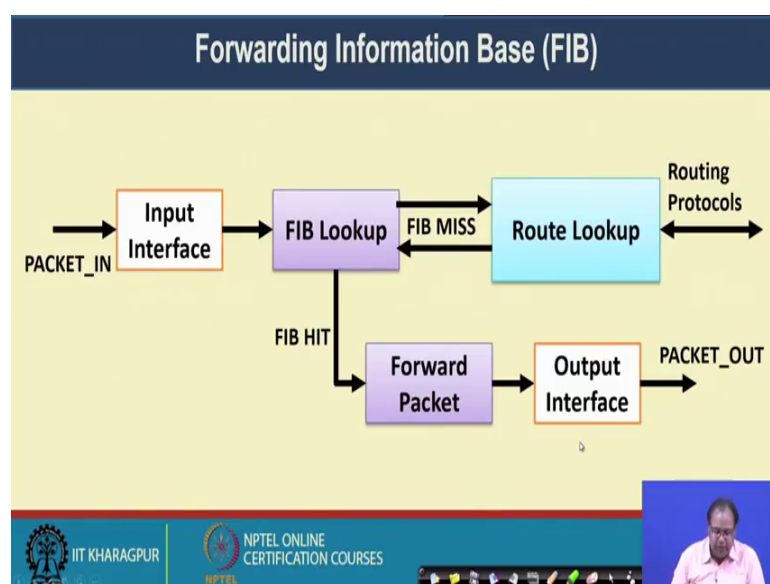 Forwarding Information Base (FIB)
Input
Interface
PACKET_IN
FIB Lookup
FIB MISS
Route Lookup
Routing
Protocols
FIB HIT
Forward
Packet
Output
Interface
PACKET_OUT
IIT KHARAGPUR
NPTEL ONLINE
CERTIFICATION COURSES
NPTEL